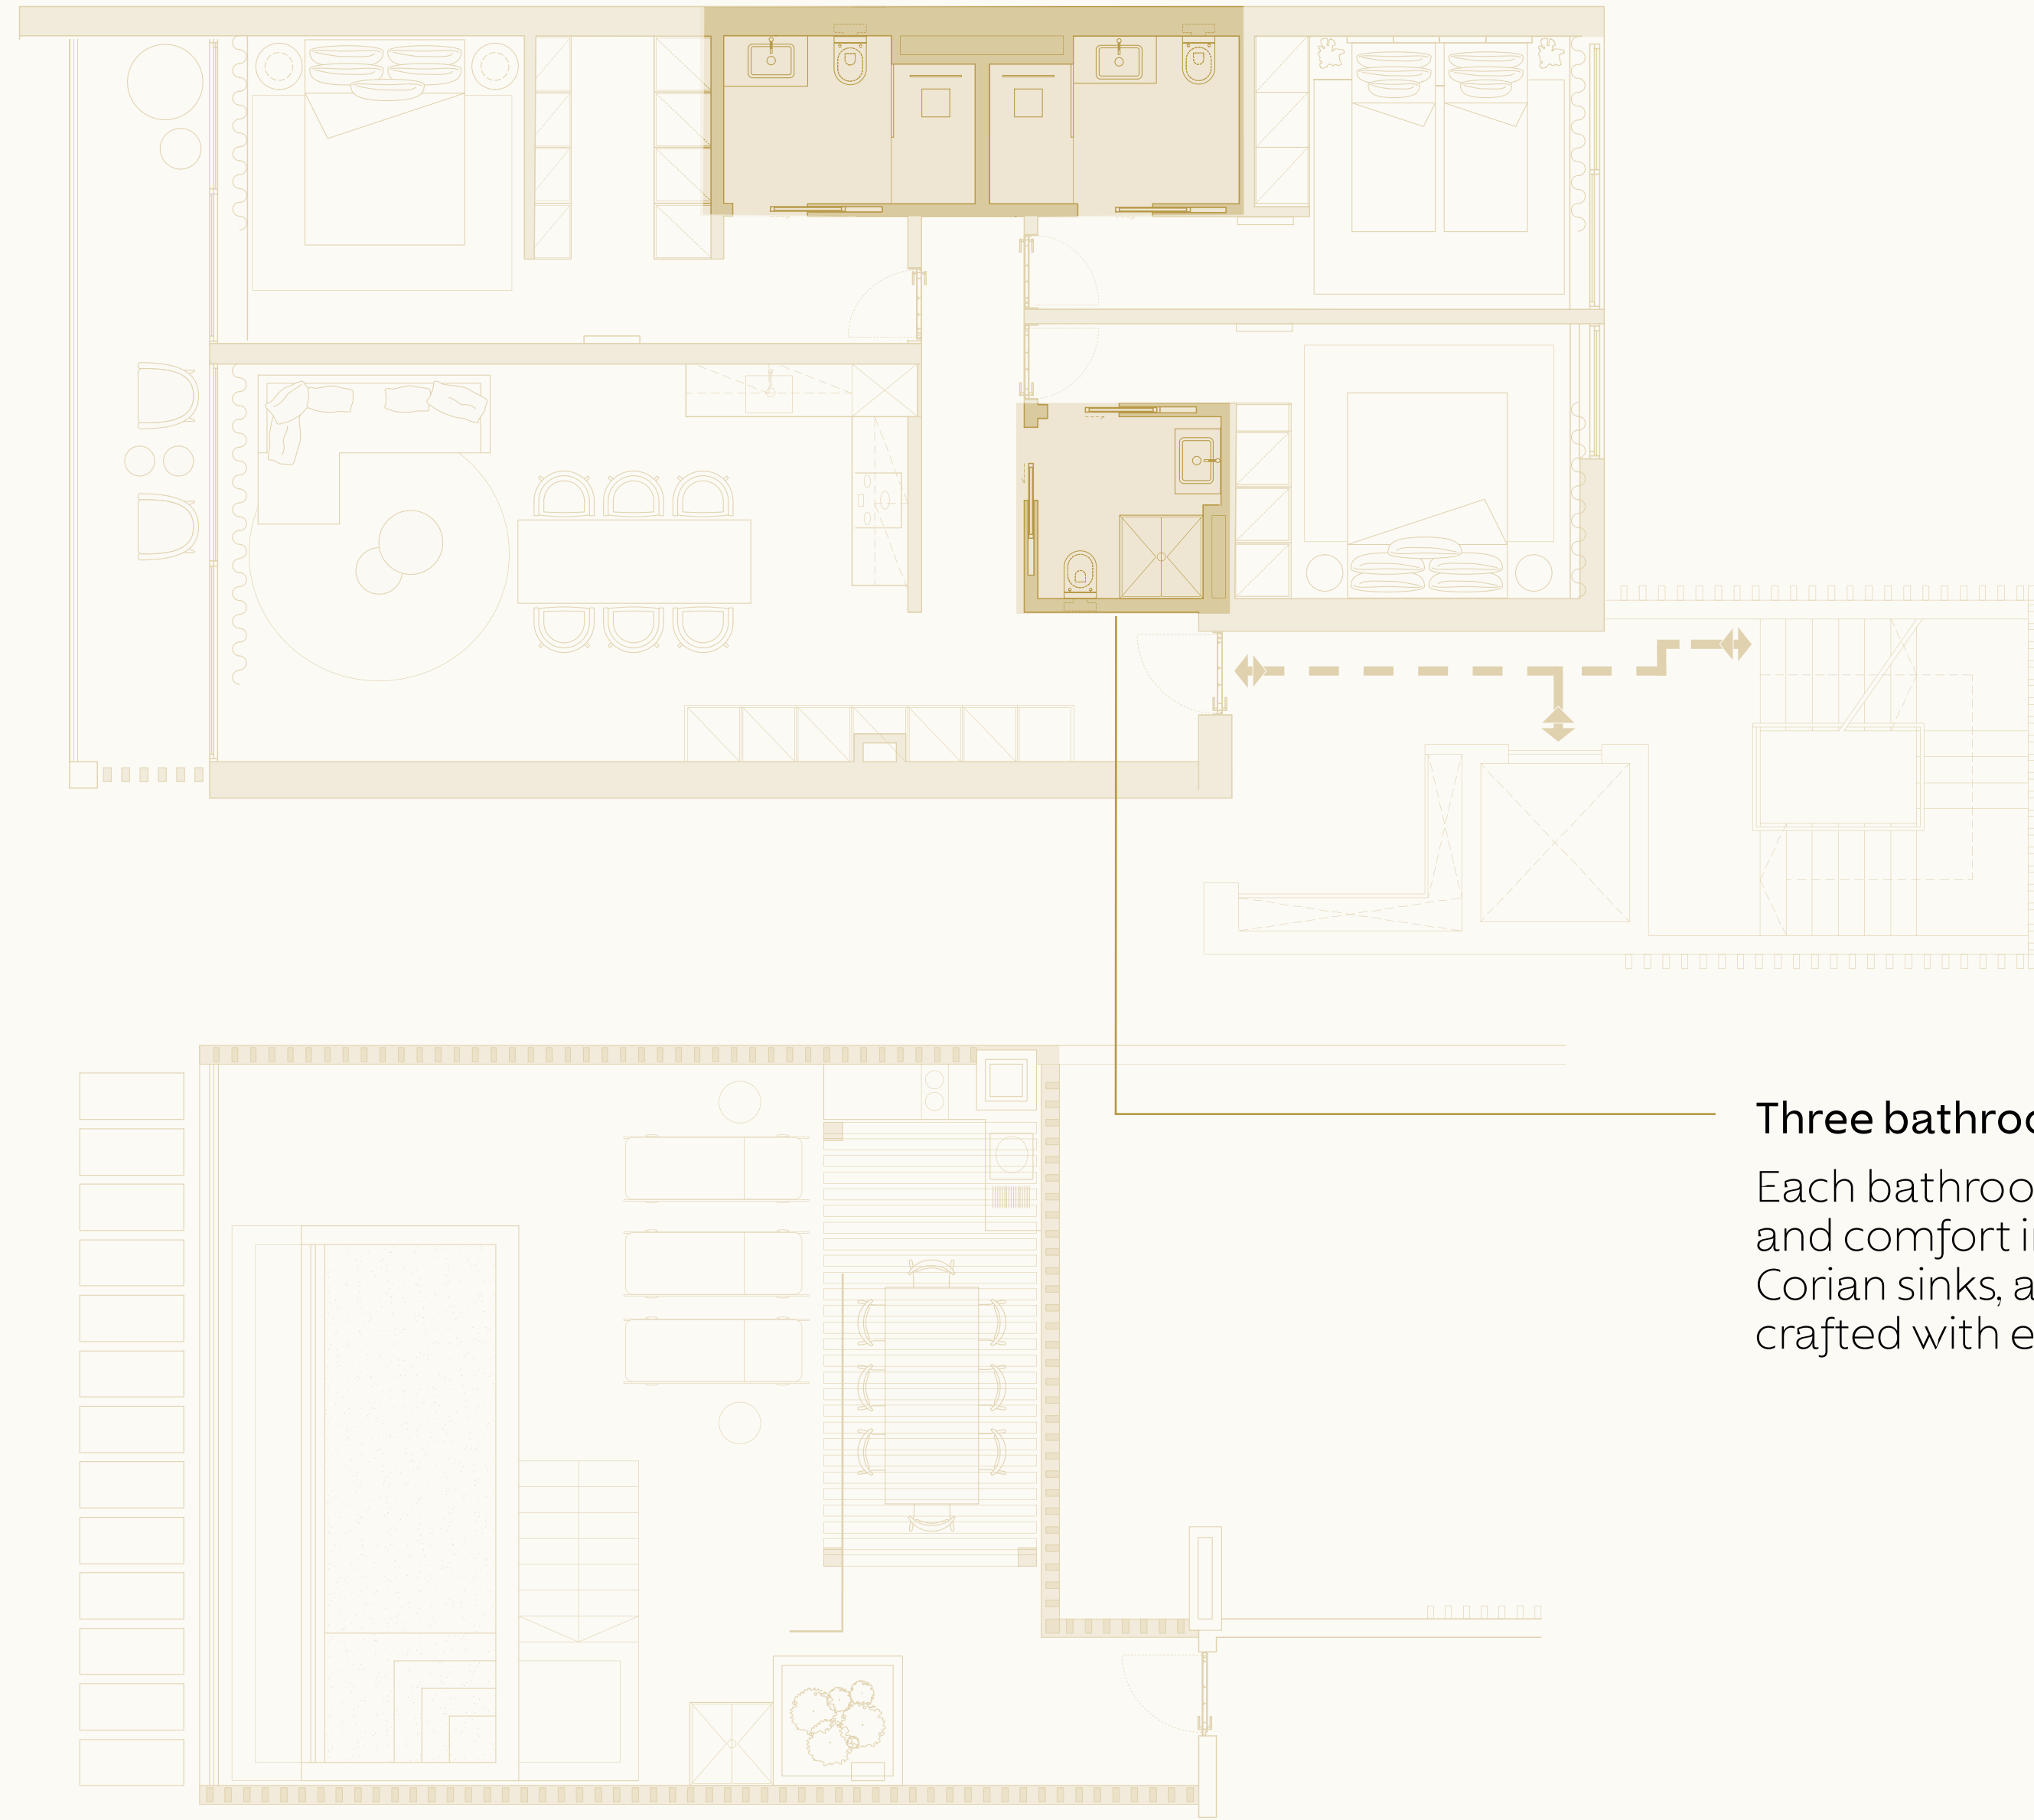 Three bathroo
Each bathroo
and comfort i
Corian sinks, a
crafted with e